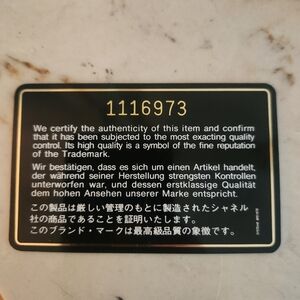 1116973
We certify the authenticity of this item and confirm
that it has been subjected to the most exacting quality
control. Its high quality is a symbol of the fine reputation
of the Trademark.
Wir bestätigen, dass es sich um einen Artikel handelt,
der während seiner Herstellung strengsten Kontrollen
unterworfen war, und dessen erstklassige Qualität
dem hohen Ansehen unserer Marke entspricht.
この製品は厳しい管理のもとに製造されたシャネル
社の商品であることを証明いたします。
このブランド・マークは最高級品質の象徴です。